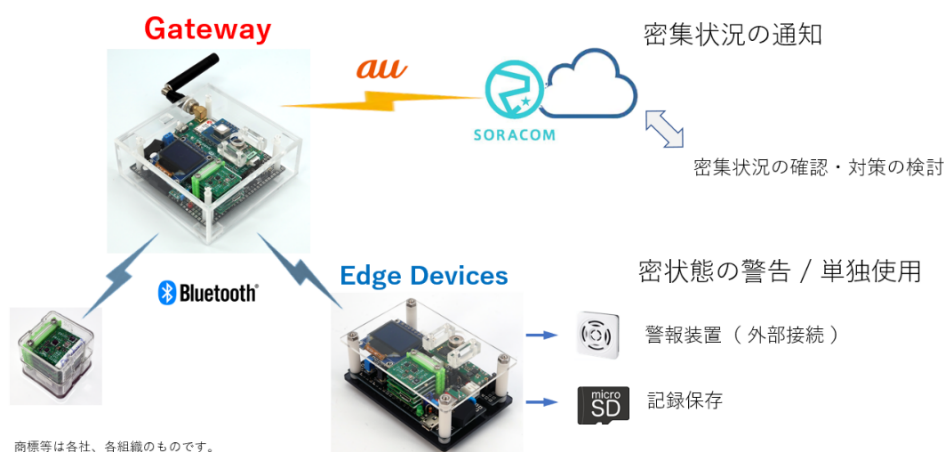 Gateway
密集状況の通知
au
SORACOM
密集状況の確認・対策の検討
Edge Devices
密状態の警告 / 単独使用
Bluetooth®
警報装置（ 外部接続 ）
micro
SD
記録保存
商標等は各社、各組織のものです。